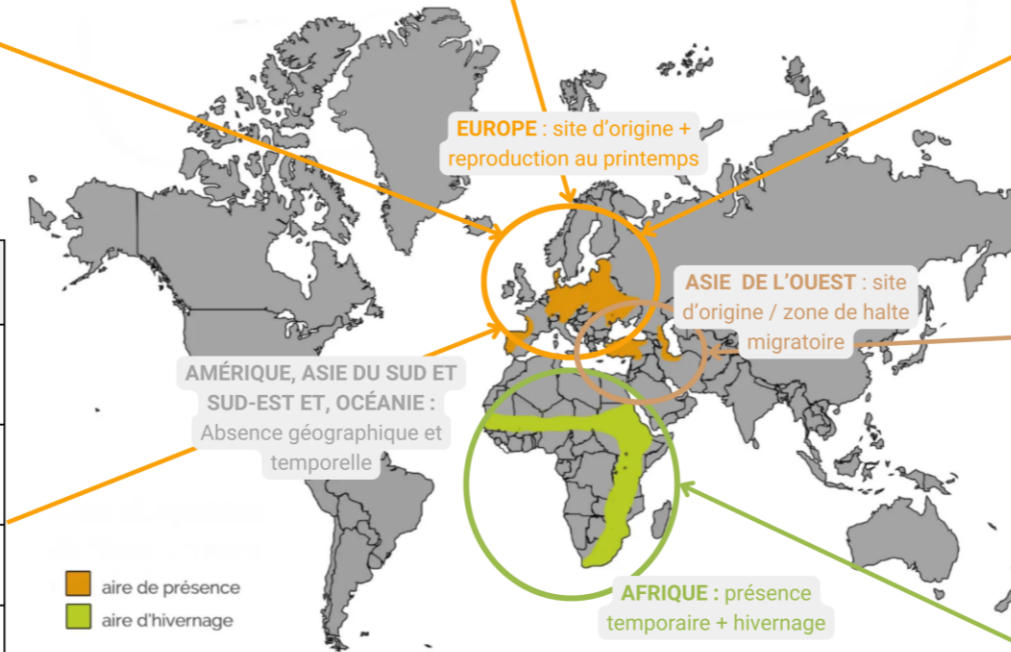 EUROPE : site d'origine +
reproduction au printemps
ASIE DE L'OUEST : site
d'origine / zone de halte
migratoire
AMÉRIQUE, ASIE DU SUD ET
SUD-EST ET, OCÉANIE :
Absence géographique et
temporelle
aire de présence
aire d'hivernage
AFRIQUE : présence
temporaire + hivernage